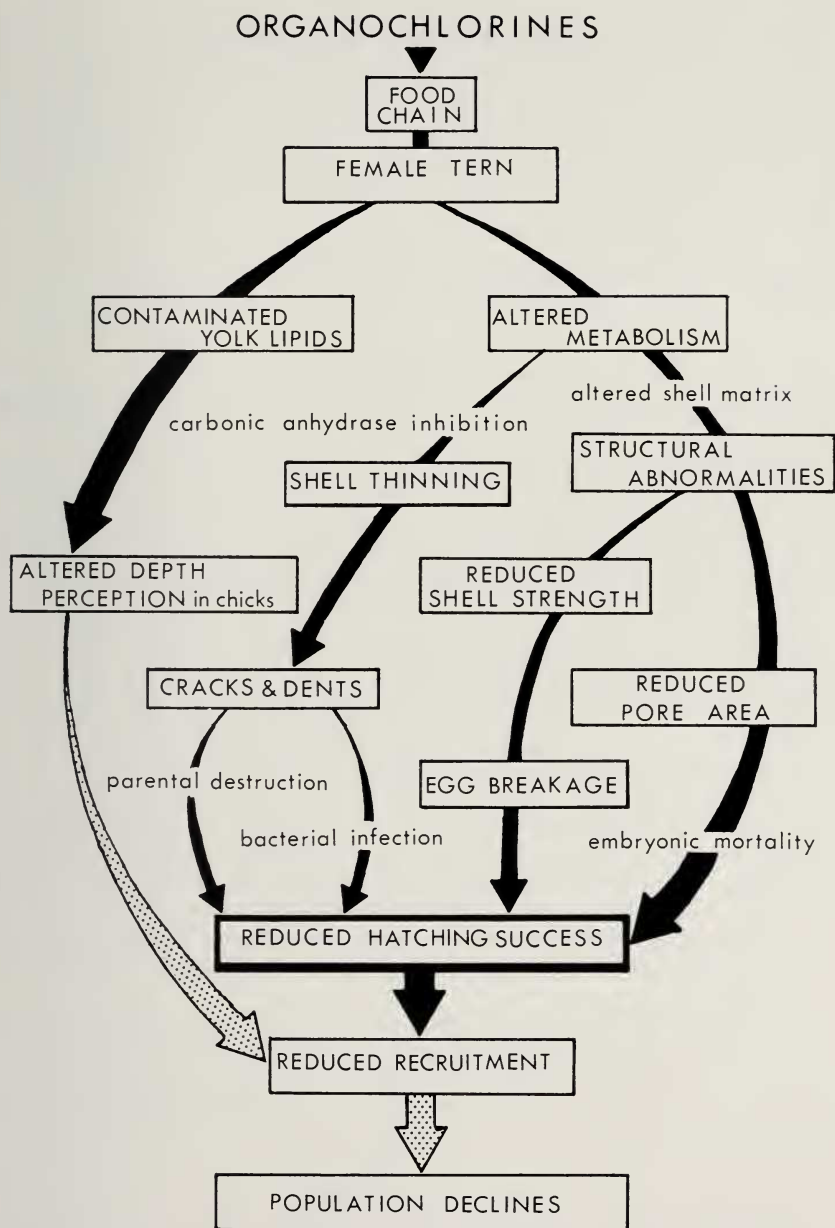 ORGANOCHLORINES
FOOD
CHAIN
FEMALE TERN
CONTAMINATED
YOLK LIPIDS
ALTERED
METABOLISM
altered shell matrix
carbonic anhydrase inhibition
STRUCTURAL
ABNORMALITIES
SHELL THINNING
ALTERED DEPTH
PERCEPTION in chicks
REDUCED
SHELL STRENGTH
CRACKS & DENTS
REDUCED
PORE AREA
parental destruction
EGG BREAKAGE
bacterial infection
embryonic mortality
REDUCED HATCHING SUCCESS
REDUCED RECRUITMENT
POPULATION DECLINES